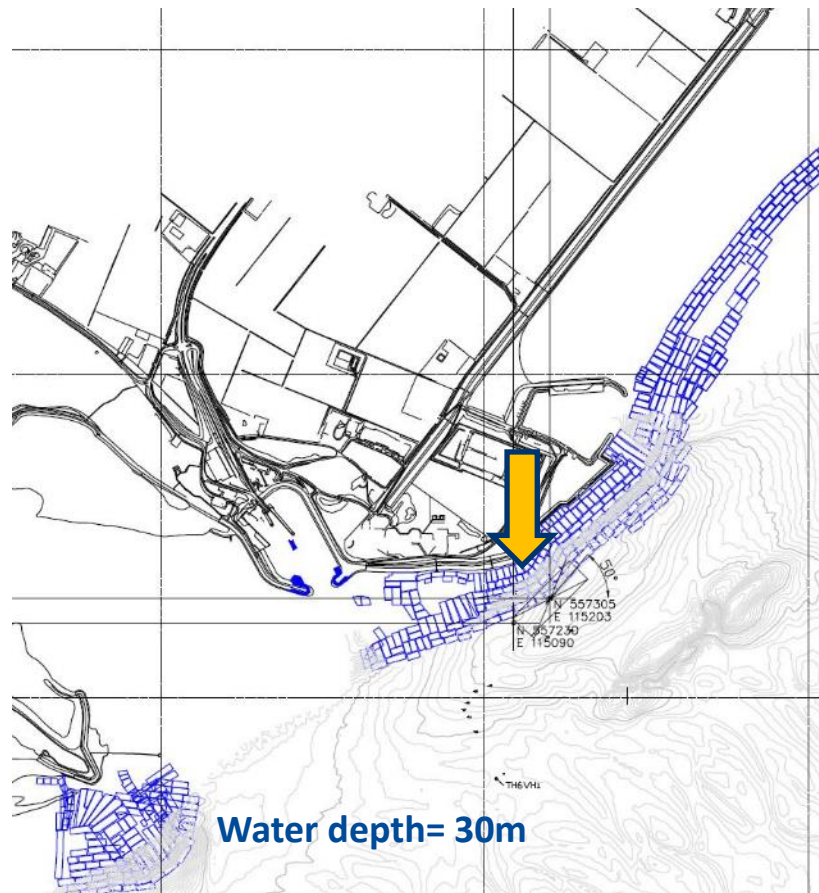 50°
N 557305
E 115203
N 557230
E 115090
TH6VH1
Water depth= 30m